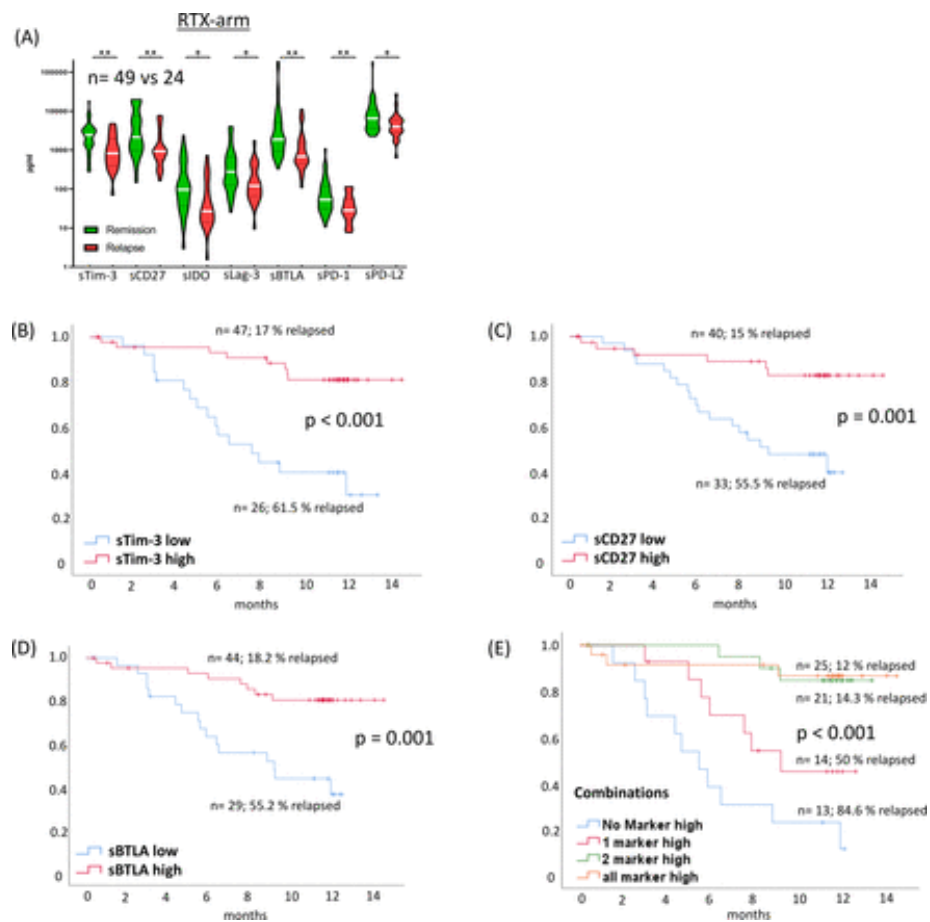 RTX-arm
(A)
** ** * * ** ** *
n= 49 vs 24
100000
10000
1000
100
10
1
pg/ml
Remission
Relapse
sTim-3 sCD27 sIDO sLag-3 sBTLA sPD-1 sPD-L2
(B)
1.0
0.8
0.6
0.4
0.2
0
n= 47; 17 % relapsed
p < 0.001
n= 26; 61.5 % relapsed
sTim-3 low
sTim-3 high
0 2 4 6 8 10 12 14
months
(C)
1.0
0.8
0.6
0.4
0.2
0
n= 40; 15 % relapsed
p = 0.001
n= 33; 55.5 % relapsed
sCD27 low
sCD27 high
0 2 4 6 8 10 12 14
months
(D)
1.0
0.8
0.6
0.4
0.2
0
n= 44; 18.2 % relapsed
p = 0.001
n= 29; 55.2 % relapsed
sBTLA low
sBTLA high
0 2 4 6 8 10 12 14
months
(E)
1.0
0.8
0.6
0.4
0.2
0
n= 25; 12 % relapsed
n= 21; 14.3 % relapsed
p < 0.001
n= 14; 50 % relapsed
n= 13; 84.6 % relapsed
Combinations
No Marker high
1 marker high
2 marker high
all marker high
0 2 4 6 8 10 12 14
months